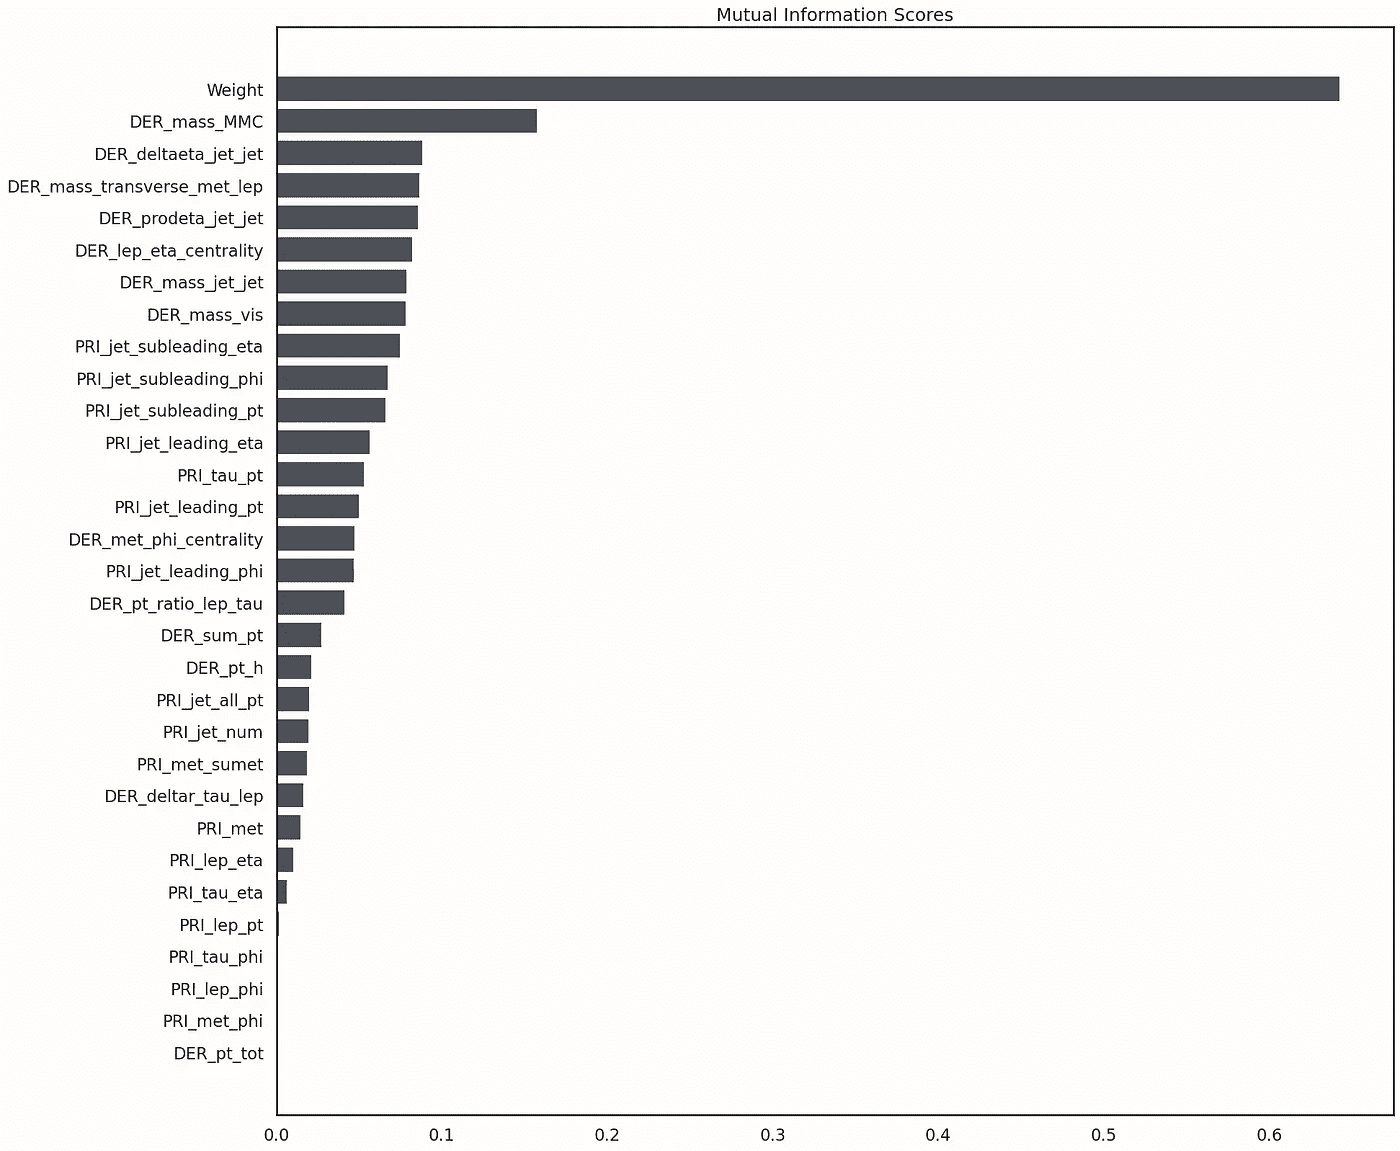 Mutual Information Scores
Weight
DER_mass_MMC
DER_deltaeta_jet_jet
DER_mass_transverse_met_lep
DER_prodeta_jet_jet
DER_lep_eta_centrality
DER_mass_jet_jet
DER_mass_vis
PRI_jet_subleading_eta
PRI_jet_subleading_phi
PRI_jet_subleading_pt
PRI_jet_leading_eta
PRI_tau_pt
PRI_jet_leading_pt
DER_met_phi_centrality
PRI_jet_leading_phi
DER_pt_ratio_lep_tau
DER_sum_pt
DER_pt_h
PRI_jet_all_pt
PRI_jet_num
PRI_met_sumet
DER_deltar_tau_lep
PRI_met
PRI_lep_eta
PRI_tau_eta
PRI_lep_pt
PRI_tau_phi
PRI_lep_phi
PRI_met_phi
DER_pt_tot
0.0 0.1 0.2 0.3 0.4 0.5 0.6